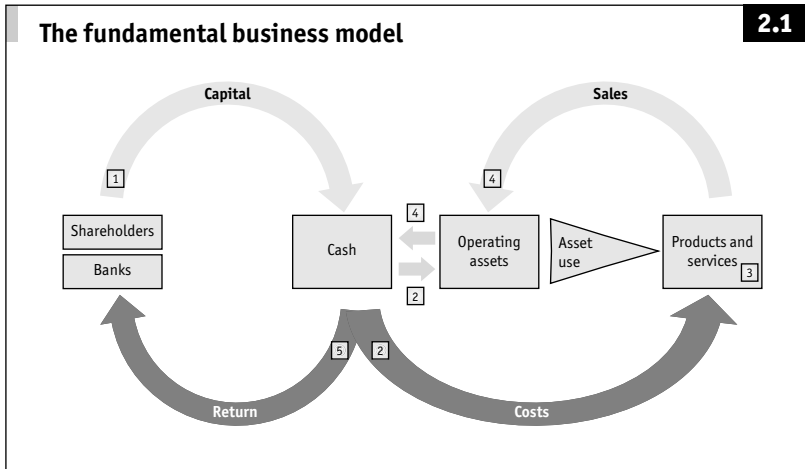 The fundamental business model
2.1
Capital
Sales
1
4
Shareholders
Banks
Cash
4
2
Operating
assets
Asset
use
Products and
services
3
5
2
Return
Costs